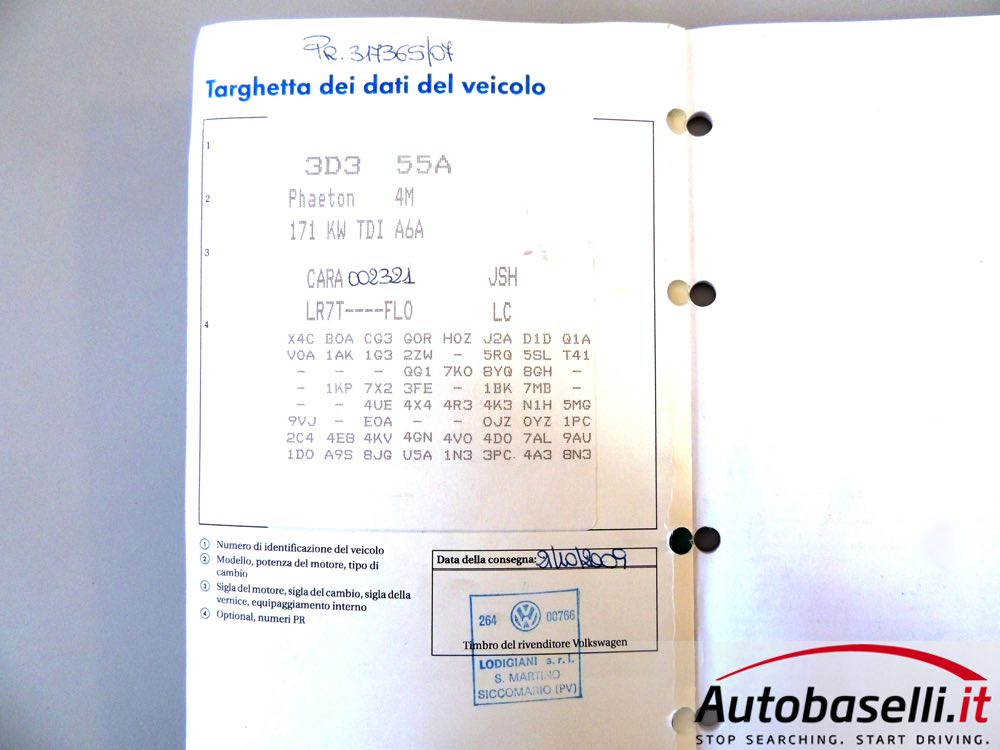 PR. 317365/07
Targhetta dei dati del veicolo
1
3D3 55A
2
Phaeton 4M
171 KW TDI A6A
3
CARA 002321 JSH
LR7T----FLO LC
4
X4C B0A CG3 G0R H0Z J2A D1D Q1A
V0A 1AK 1G3 2ZW - 5RQ 5SL T41
- - - QG1 7K0 8YQ 8GH -
- 1KP 7X2 3FE - 1BK 7MB -
- - 4UE 4X4 4R3 4K3 N1H 5MG
9VJ - E0A - - 0JZ 0YZ 1PC
2C4 4E8 4KV 4GN 4V0 4D0 7AL 9AU
1D0 A9S 8JG U5A 1N3 3PC 4A3 8N3
1 Numero di identificazione del veicolo
2 Modello, potenza del motore, tipo di
cambio
3 Sigla del motore, sigla del cambio, sigla della
vernice, equipaggiamento interno
4 Optional, numeri PR
Data della consegna: /10/2009
264 VW 00766
Timbro del rivenditore Volkswagen
LODIGIANI s.r.l.
S. MARTINO
SICCOMARIO (PV)
Autobaselli.it
STOP SEARCHING. START DRIVING.